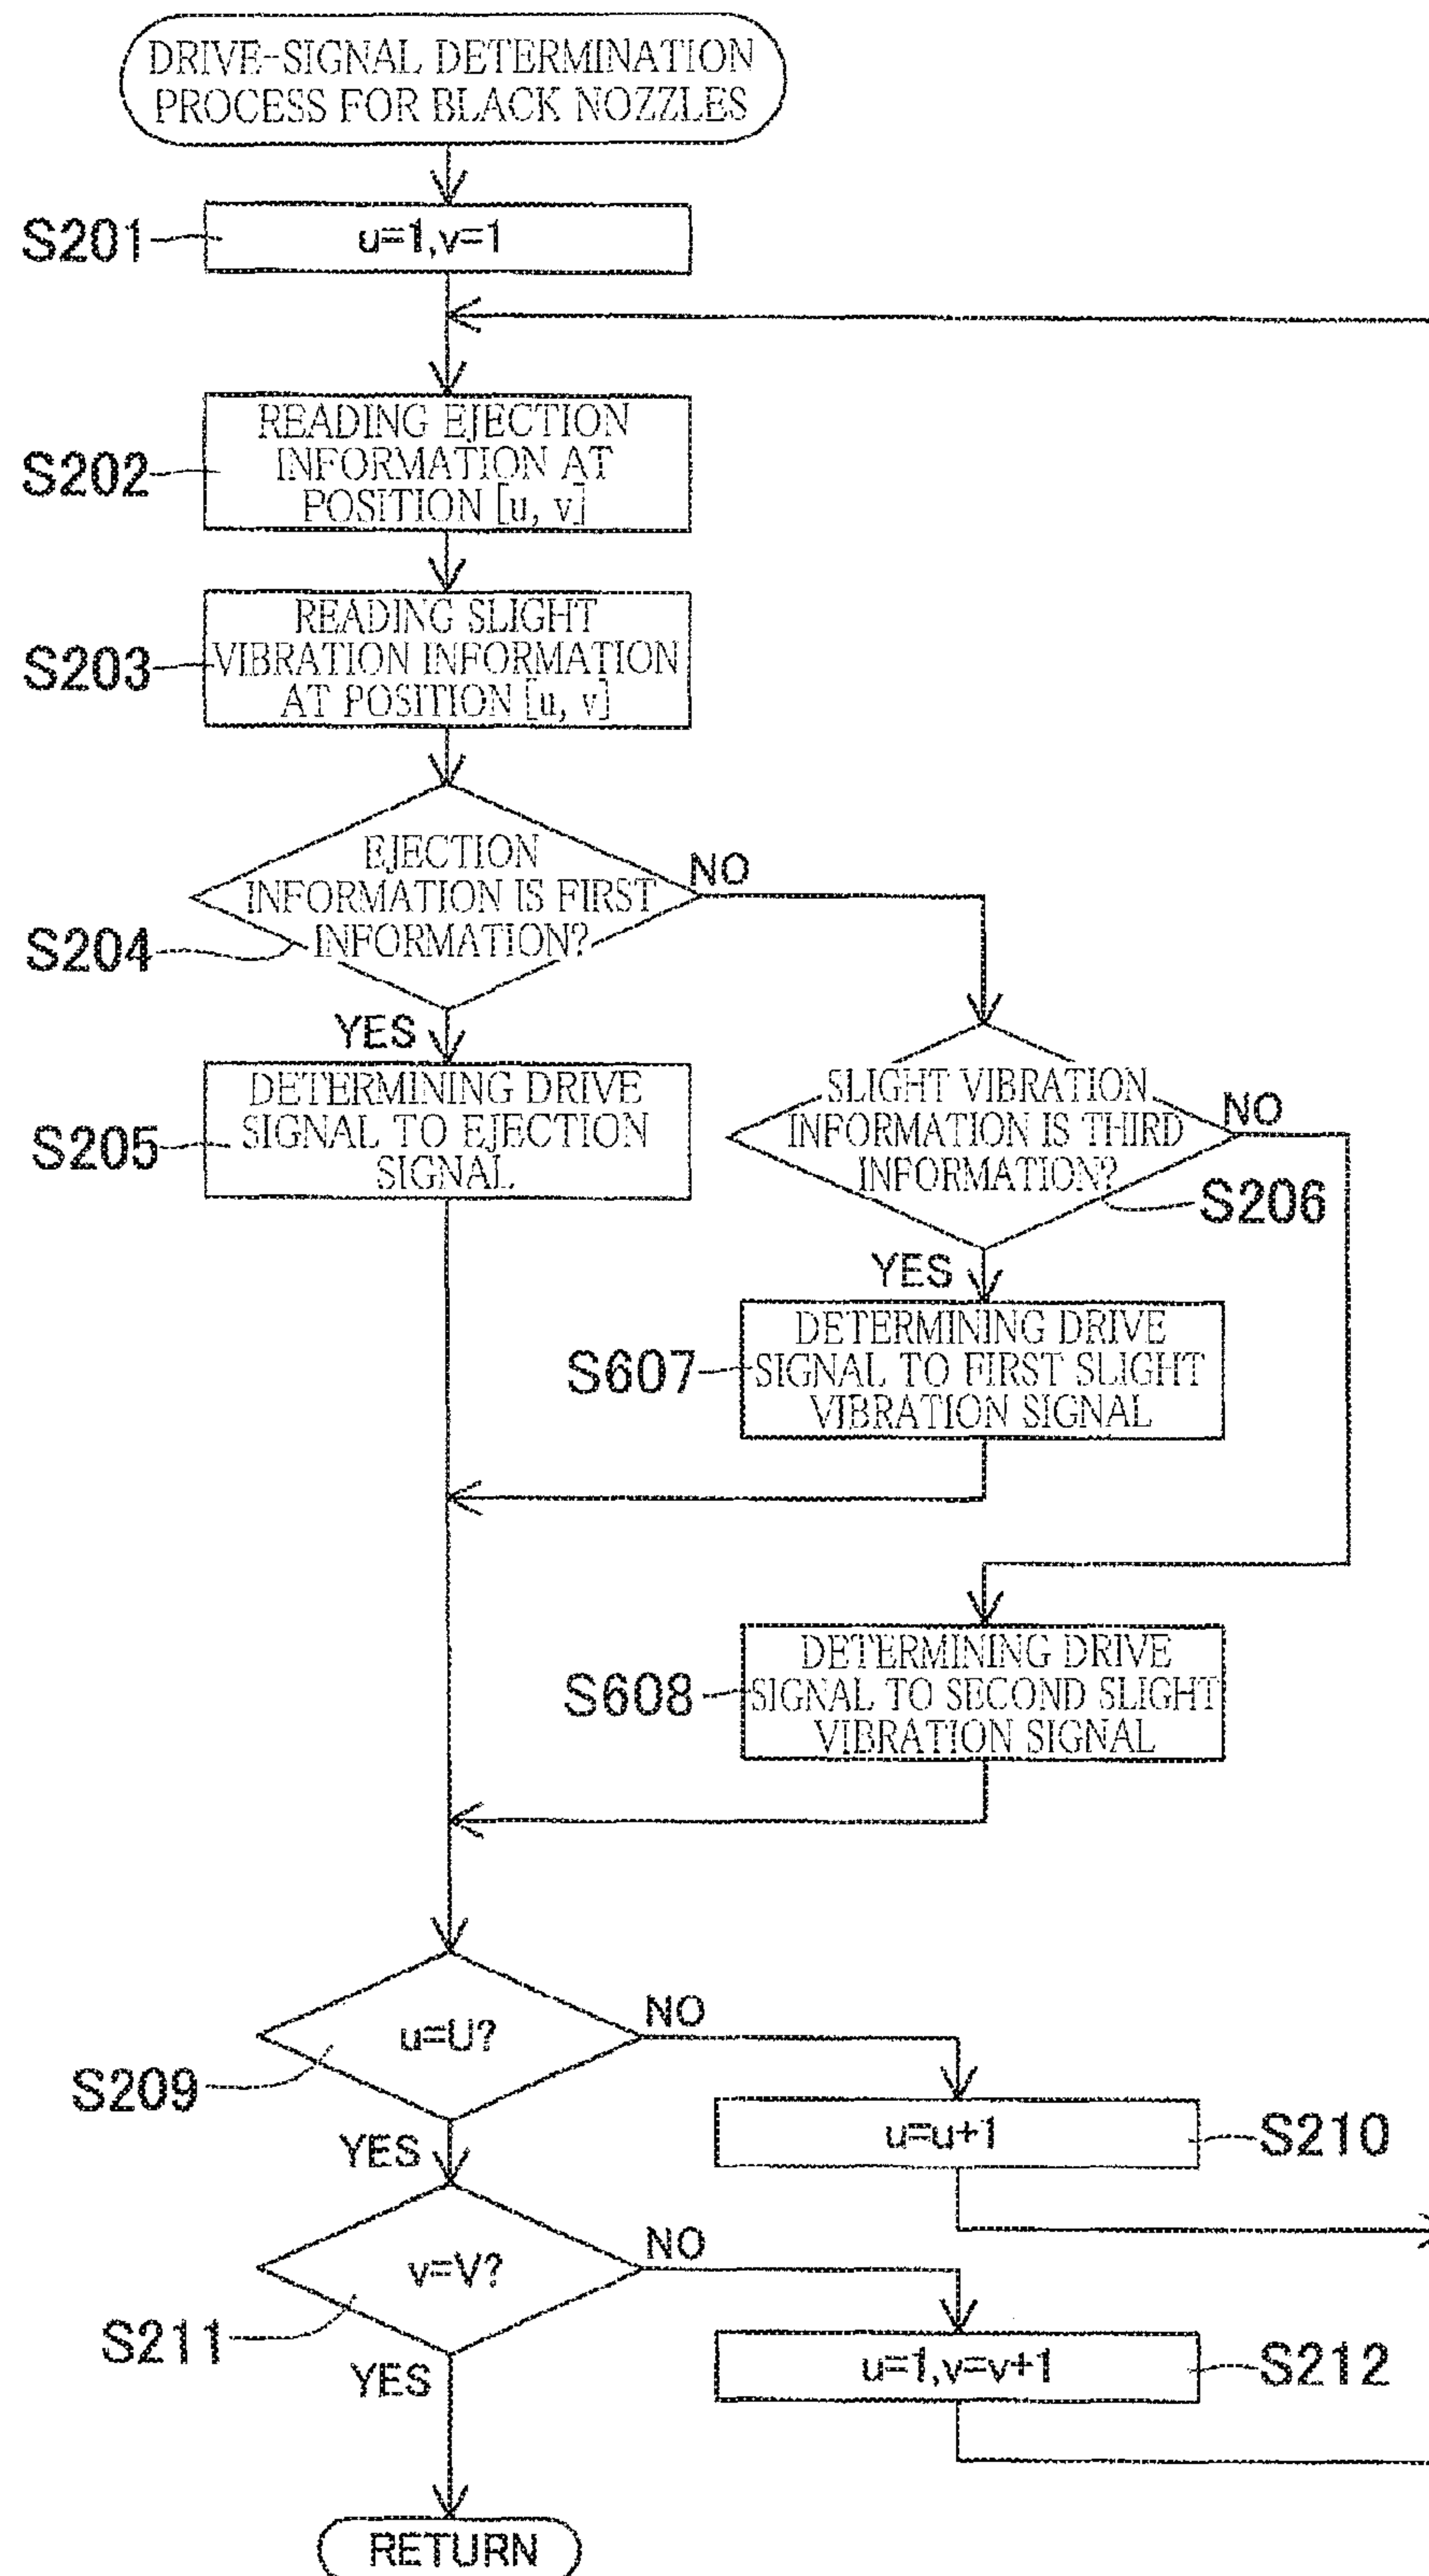 DRIVE-SIGNAL DETERMINATION
PROCESS FOR BLACK NOZZLES
S201
u=1,v=1
S202
READING EJECTION
INFORMATION AT
POSITION [u, v]
S203
READING SLIGHT
VIBRATION INFORMATION
AT POSITION [u, v]
S204
EJECTION
INFORMATION IS FIRST
INFORMATION?
NO
YES
S205
DETERMINING DRIVE
SIGNAL TO EJECTION
SIGNAL
SLIGHT VIBRATION
INFORMATION IS THIRD
INFORMATION?
NO
S206
YES
S607
DETERMINING DRIVE
SIGNAL TO FIRST SLIGHT
VIBRATION SIGNAL
S608
DETERMINING DRIVE
SIGNAL TO SECOND SLIGHT
VIBRATION SIGNAL
S209
u=U?
NO
YES
u=u+1
S210
S211
v=V?
NO
YES
u=1,v=v+1
S212
RETURN